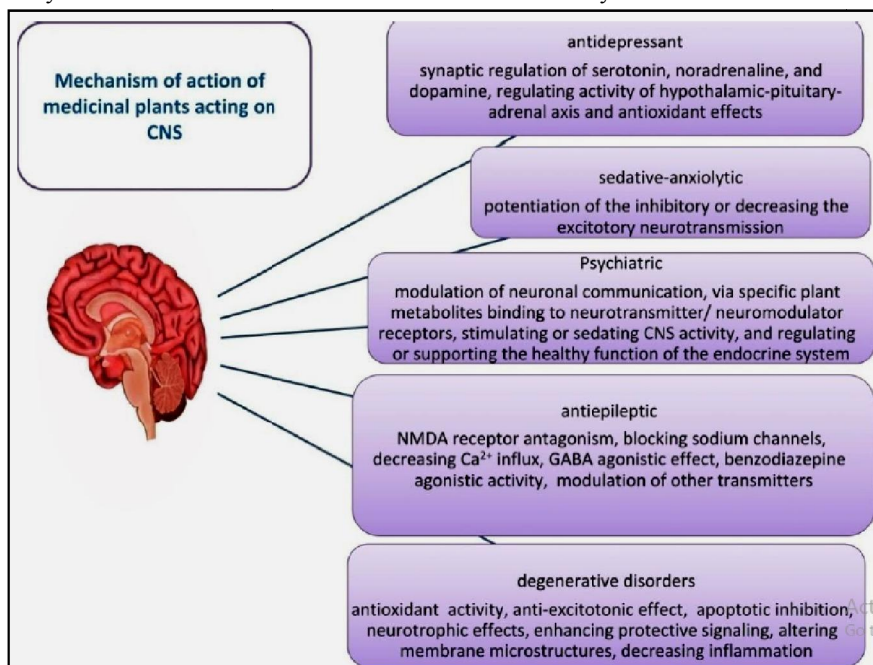 Mechanism of action of
medicinal plants acting on
CNS
antidepressant
synaptic regulation of serotonin, noradrenaline, and
dopamine, regulating activity of hypothalamic-pituitary-
adrenal axis and antioxidant effects
sedative-anxiolytic
potentiation of the inhibitory or decreasing the
excitotory neurotransmission
Psychiatric
modulation of neuronal communication, via specific plant
metabolites binding to neurotransmitter/ neuromodulator
receptors, stimulating or sedating CNS activity, and regulating
or supporting the healthy function of the endocrine system
antiepileptic
NMDA receptor antagonism, blocking sodium channels,
decreasing Ca²⁺ influx, GABA agonistic effect, benzodiazepine
agonistic activity, modulation of other transmitters
degenerative disorders
antioxidant activity, anti-excitotonic effect, apoptotic inhibition,
neurotrophic effects, enhancing protective signaling, altering
membrane microstructures, decreasing inflammation